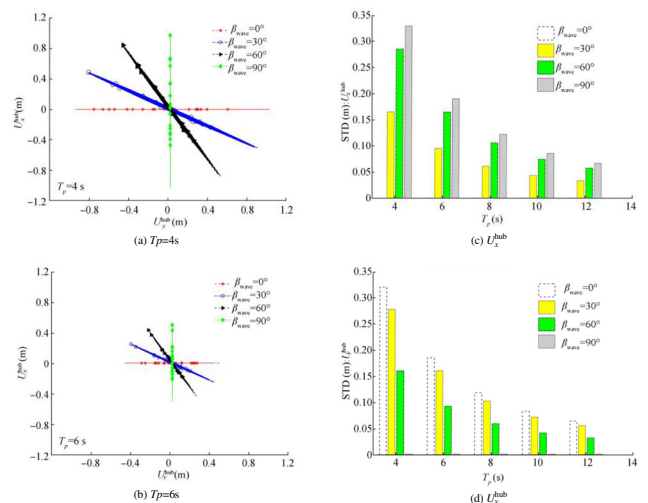 1.2
0.8
0.4
0
−0.4
−0.8
−1.2
U_x^hub (m)
β_wave=0°
β_wave=30°
β_wave=60°
β_wave=90°
T_p=4 s
−0.8 −0.4 0 0.4 0.8 1.2
U_y^hub (m)
(a) Tp=4s
0.35
0.30
0.25
0.20
0.15
0.10
0.05
0
STD (m): U_x^hub
β_wave=0°
β_wave=30°
β_wave=60°
β_wave=90°
4 6 8 10 12 14
T_p (s)
(c) U_x^hub
1.2
0.8
0.4
0
−0.4
−0.8
−1.2
U_x^hub (m)
β_wave=0°
β_wave=30°
β_wave=60°
β_wave=90°
T_p=6 s
−0.8 −0.4 0 0.4 0.8 1.2
U_y^hub (m)
(b) Tp=6s
0.35
0.30
0.25
0.20
0.15
0.10
0.05
0
STD (m): U_y^hub
β_wave=0°
β_wave=30°
β_wave=60°
β_wave=90°
4 6 8 10 12 14
T_p (s)
(d) U_x^hub